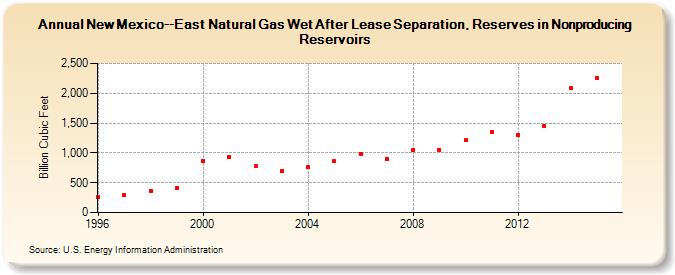 Annual New Mexico--East Natural Gas Wet After Lease Separation, Reserves in Nonproducing
Reservoirs
Billion Cubic Feet
2,500
2,000
1,500
1,000
500
0
1996
2000
2004
2008
2012
Source: U.S. Energy Information Administration